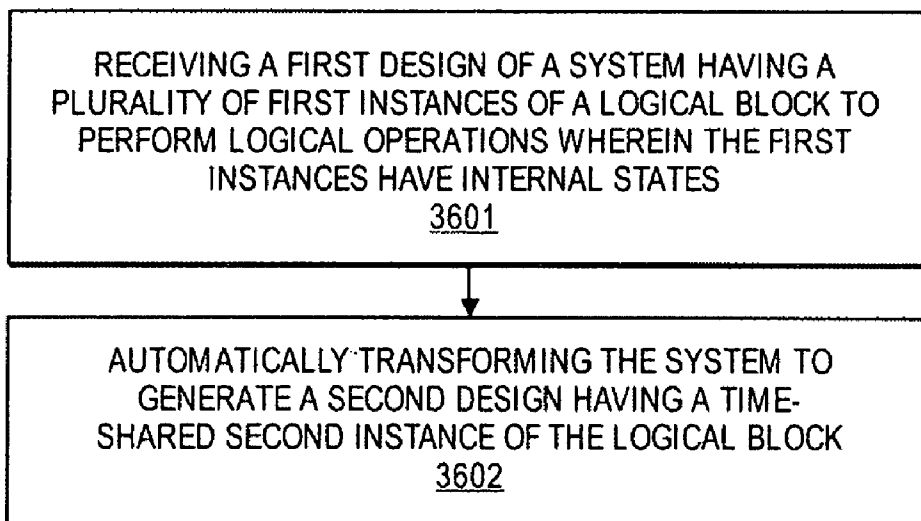 RECEIVING A FIRST DESIGN OF A SYSTEM HAVING A
PLURALITY OF FIRST INSTANCES OF A LOGICAL BLOCK TO
PERFORM LOGICAL OPERATIONS WHEREIN THE FIRST
INSTANCES HAVE INTERNAL STATES
3601
AUTOMATICALLY TRANSFORMING THE SYSTEM TO
GENERATE A SECOND DESIGN HAVING A TIME-
SHARED SECOND INSTANCE OF THE LOGICAL BLOCK
3602